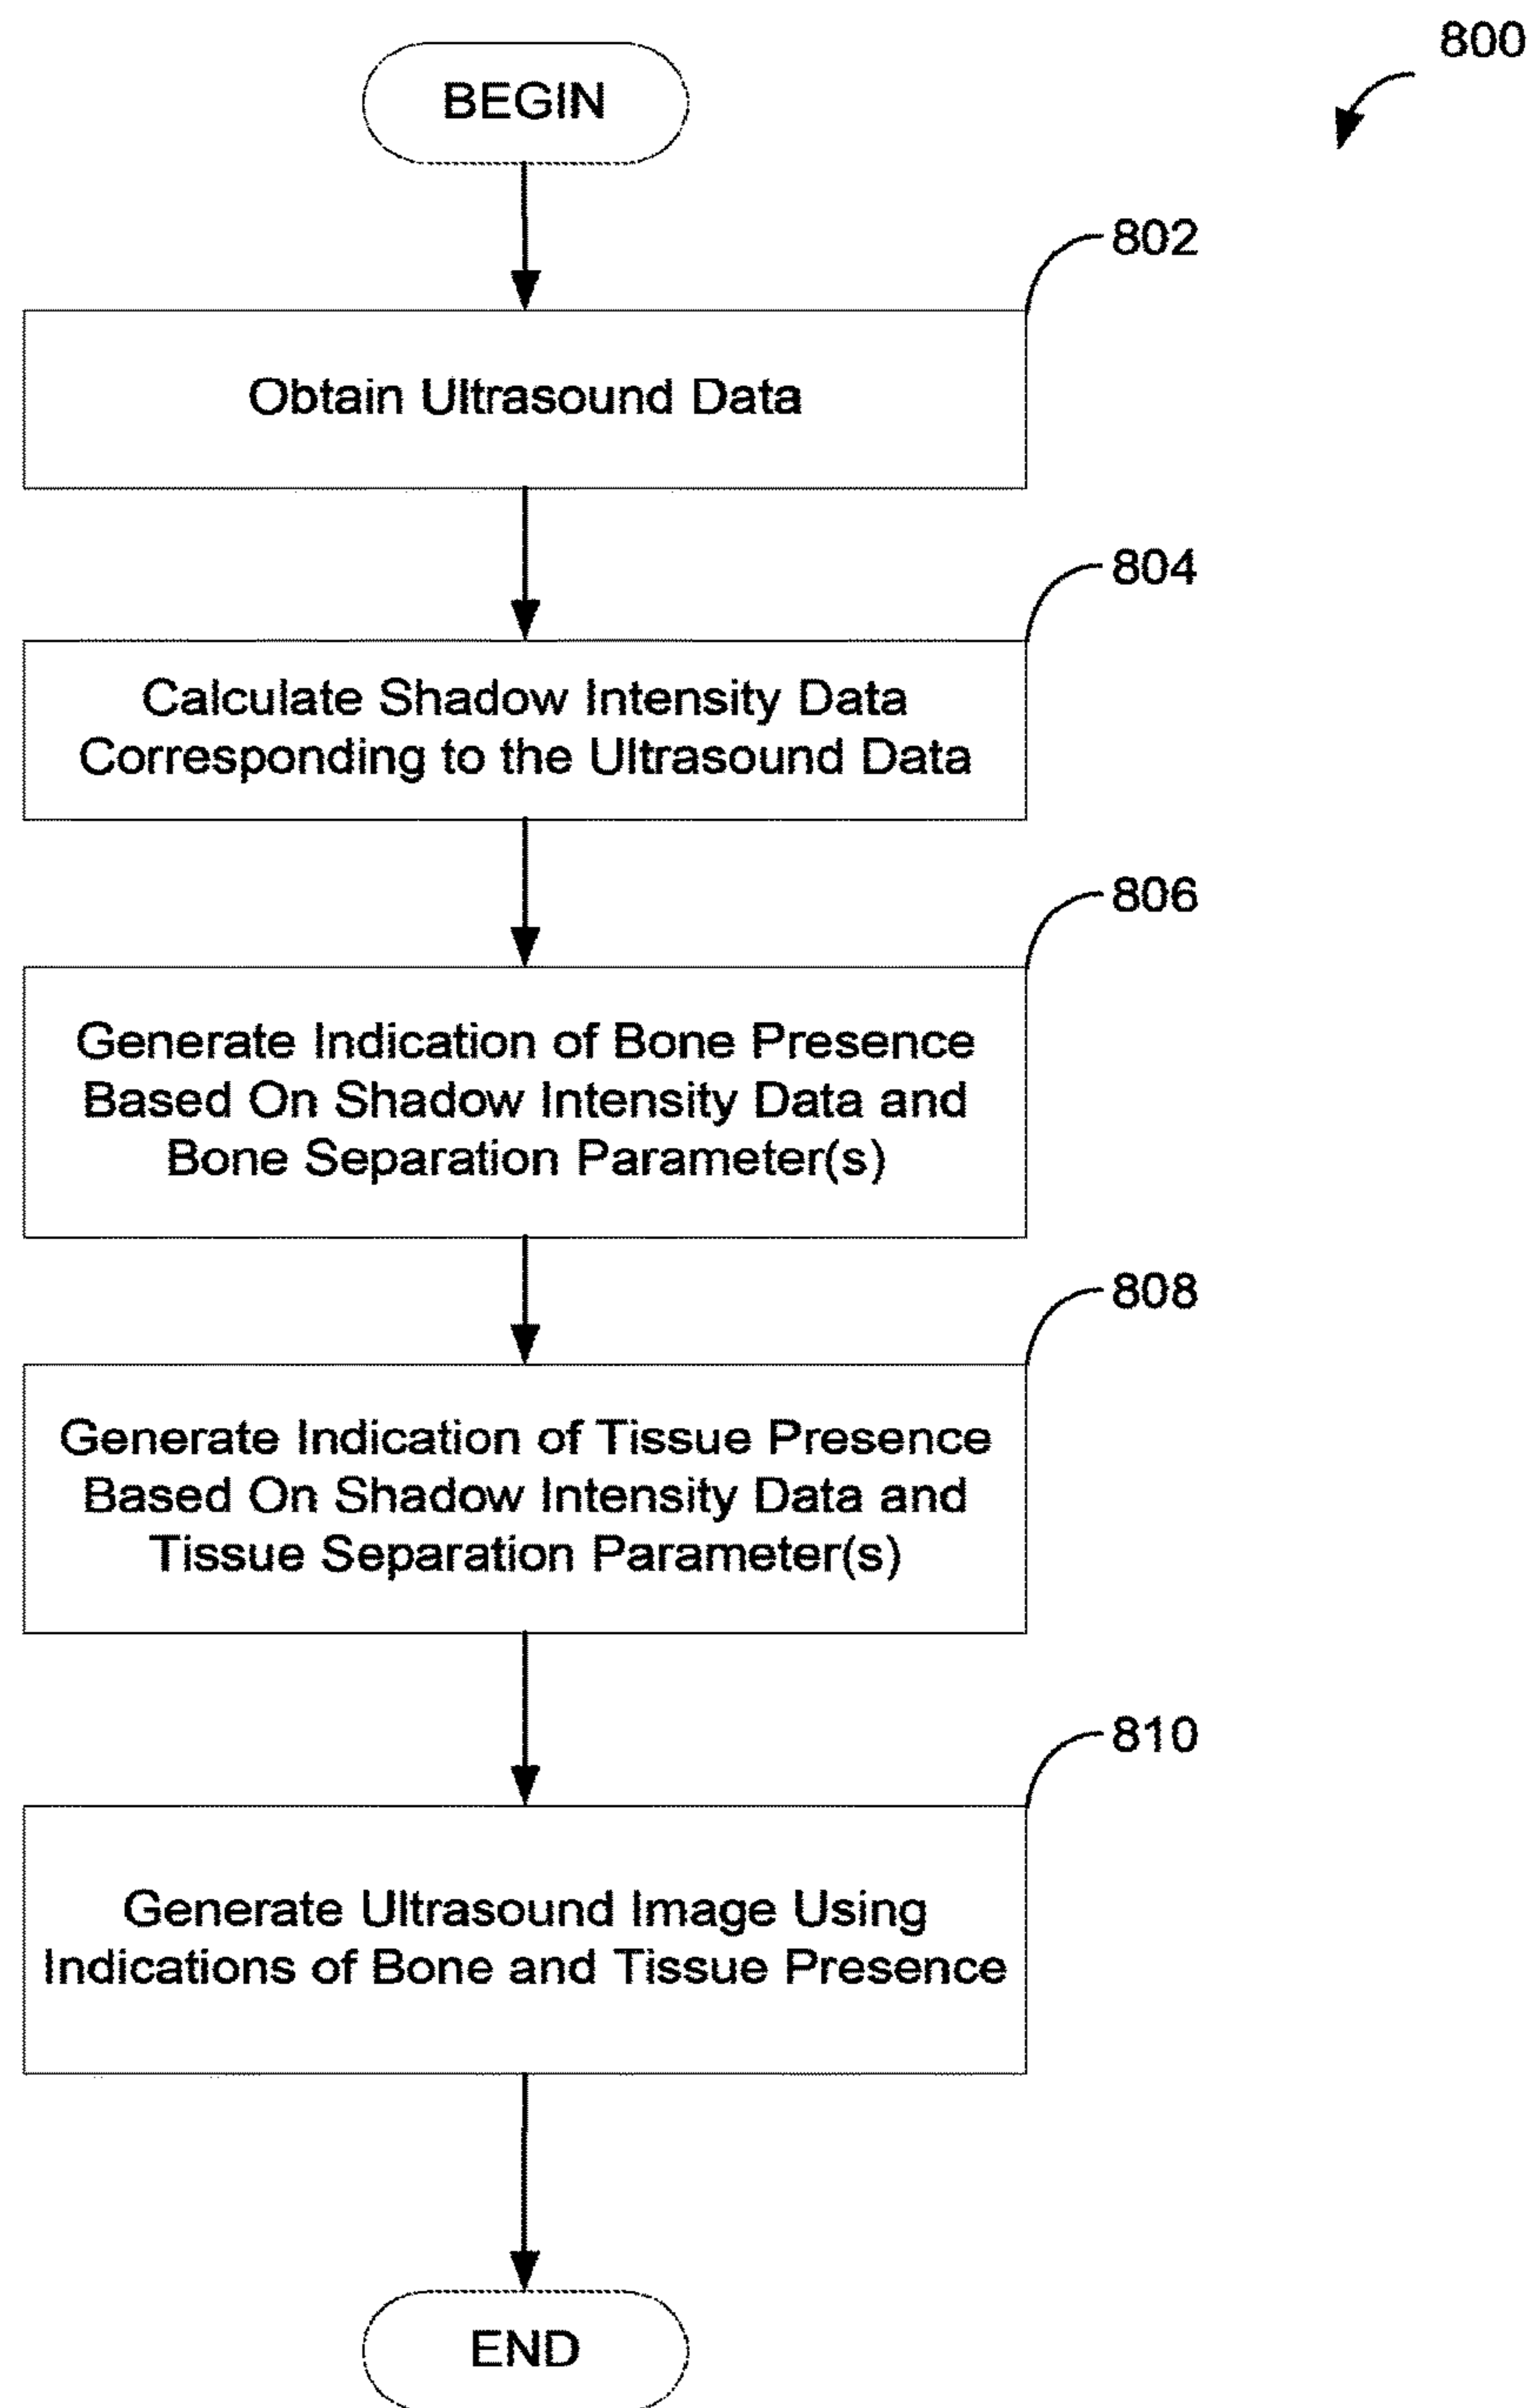 800
BEGIN
802
Obtain Ultrasound Data
804
Calculate Shadow Intensity Data
Corresponding to the Ultrasound Data
806
Generate Indication of Bone Presence
Based On Shadow Intensity Data and
Bone Separation Parameter(s)
808
Generate Indication of Tissue Presence
Based On Shadow Intensity Data and
Tissue Separation Parameter(s)
810
Generate Ultrasound Image Using
Indications of Bone and Tissue Presence
END